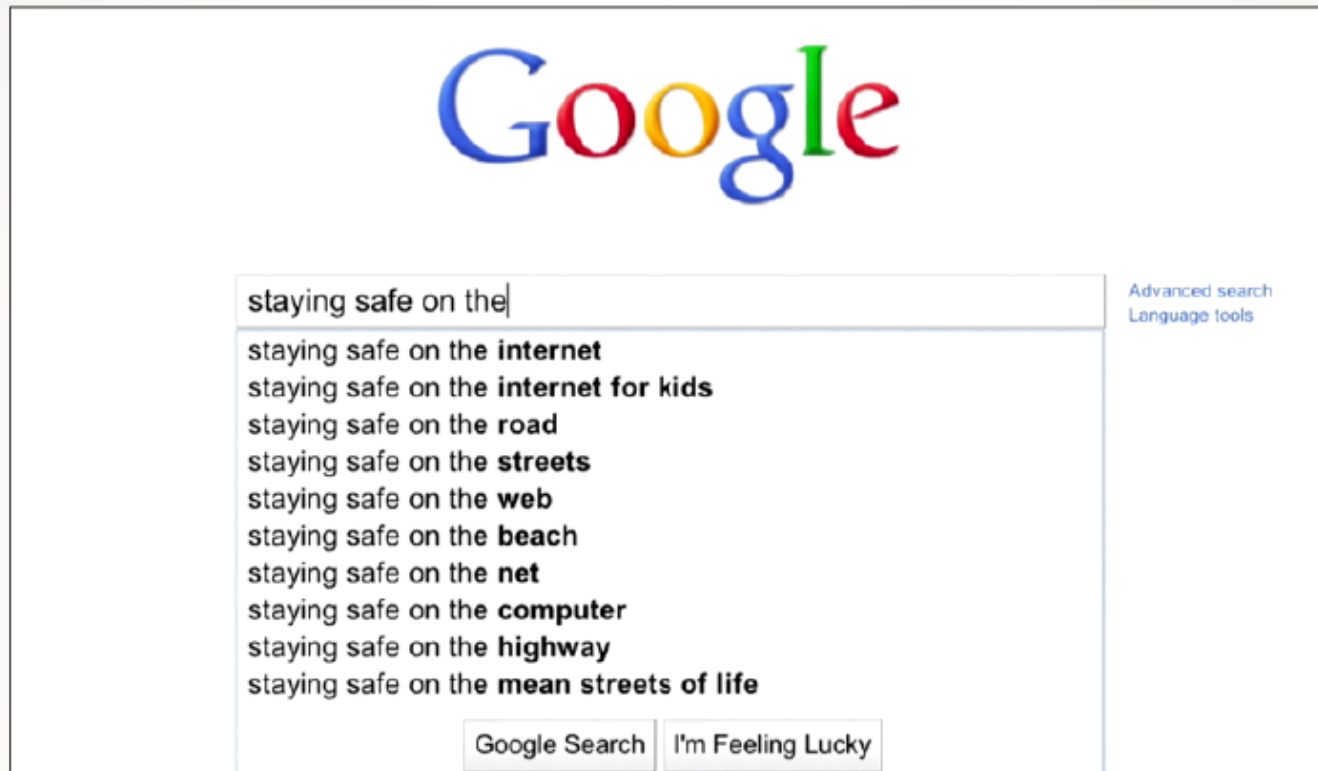 Google
staying safe on the
Advanced search
Language tools
staying safe on the internet
staying safe on the internet for kids
staying safe on the road
staying safe on the streets
staying safe on the web
staying safe on the beach
staying safe on the net
staying safe on the computer
staying safe on the highway
staying safe on the mean streets of life
Google Search I'm Feeling Lucky